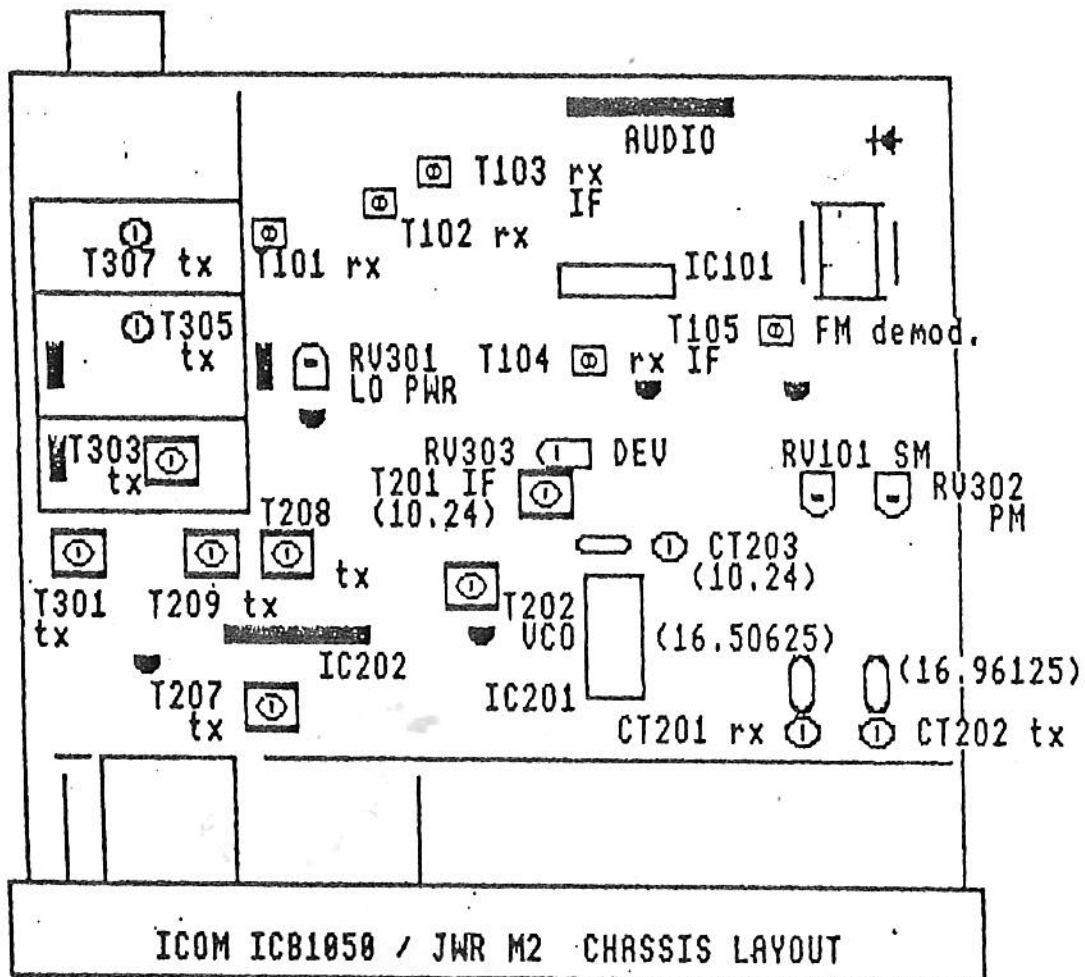 AUDIO
T103 rx
IF
T102 rx
T307 tx
T101 rx
IC101
T305
tx
T105
FM demod.
RV301
LO PWR
T104
rx IF
T303
tx
RV303
DEV
RV101 SM
RV302
PM
T201 IF
(10.24)
T208
tx
CT203
(10.24)
T301
tx
T209 tx
T202
VCO
(16.50625)
IC202
(16.96125)
T207
tx
IC201
CT201 rx
CT202 tx
ICOM ICB1050 / JWR M2 CHASSIS LAYOUT